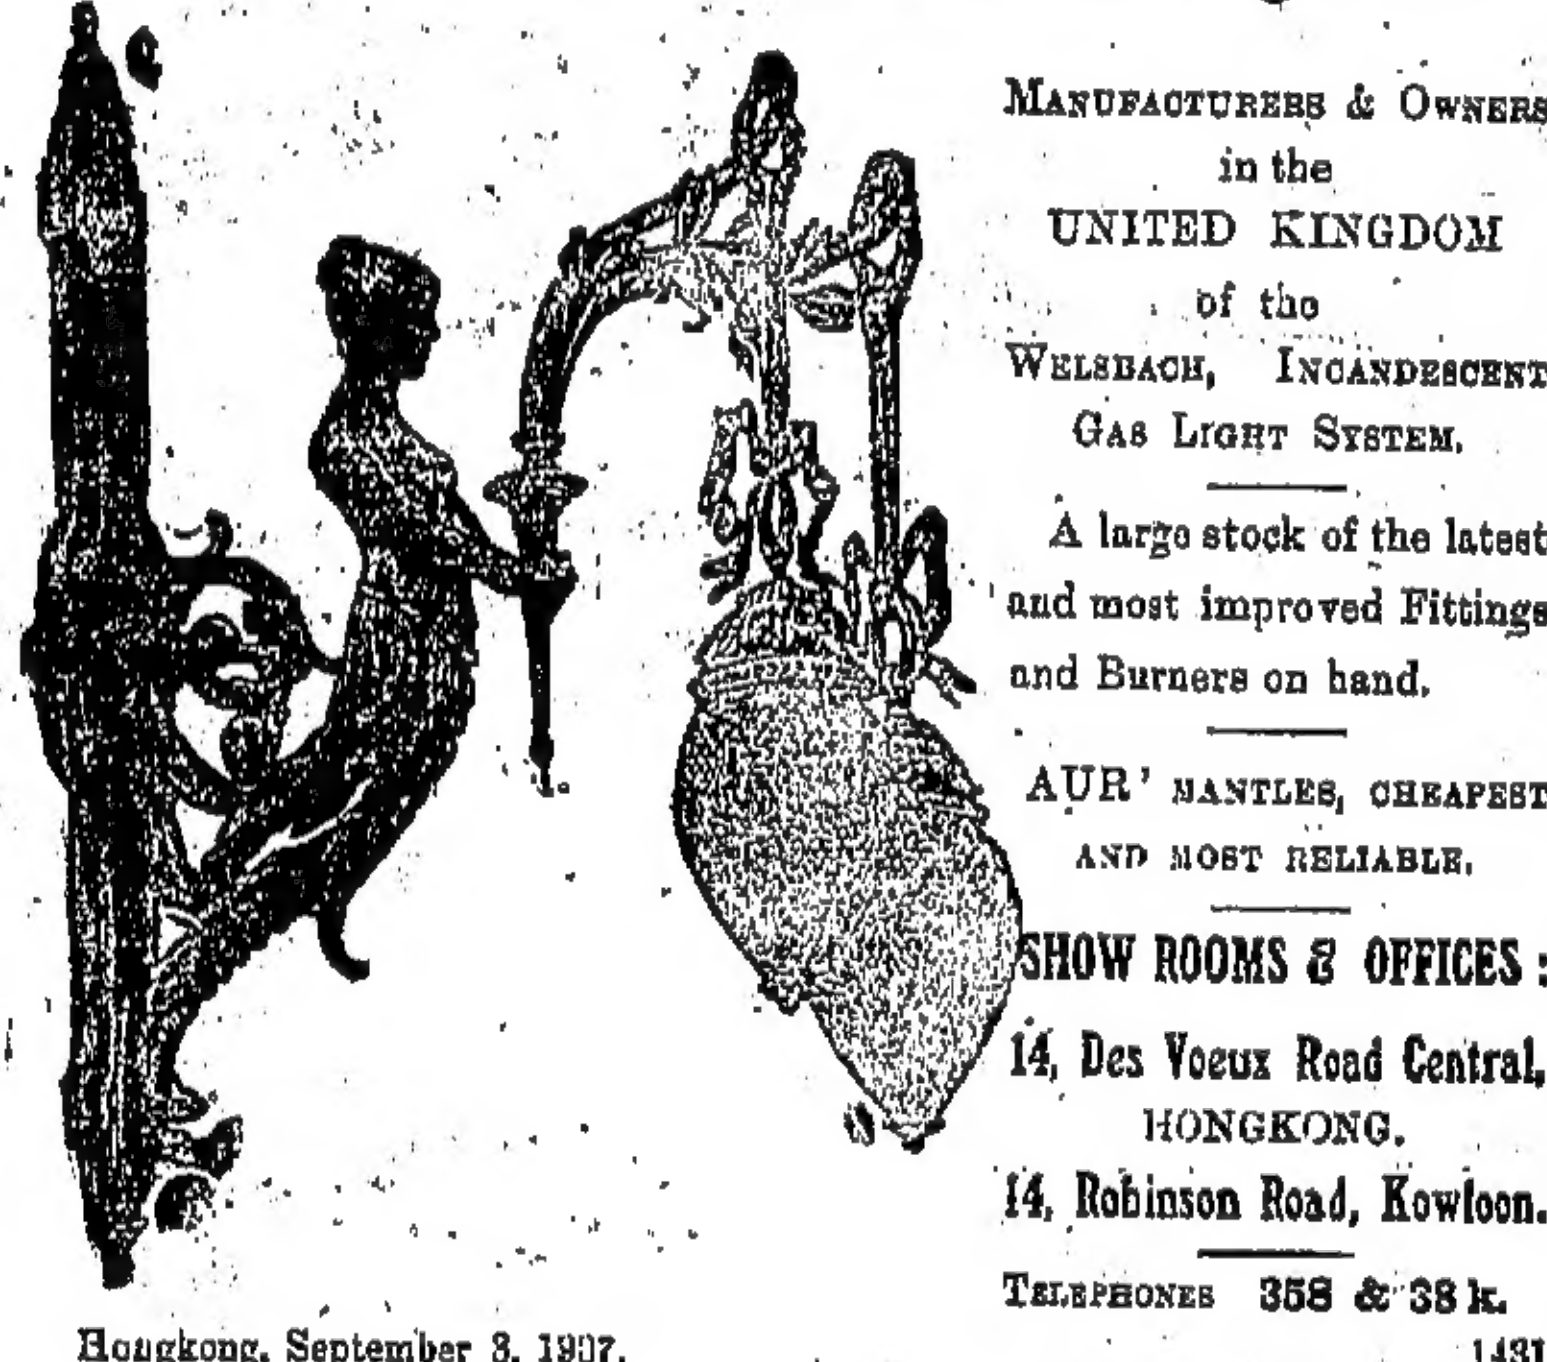 MANUFACTURERS & OWNERS
in the
UNITED KINGDOM
of the
WELSBACH, INCANDESCENT
GAS LIGHT SYSTEM.
A large stock of the latest
and most improved Fittings
and Burners on hand.
AUR' MANTLES, CHEAPEST
AND MOST RELIABLE.
SHOW ROOMS & OFFICES :
14, Des Voeux Road Central,
HONGKONG.
14, Robinson Road, Kowloon.
TELEPHONES 358 & 38 k.
Hongkong, September 3, 1907.
1431